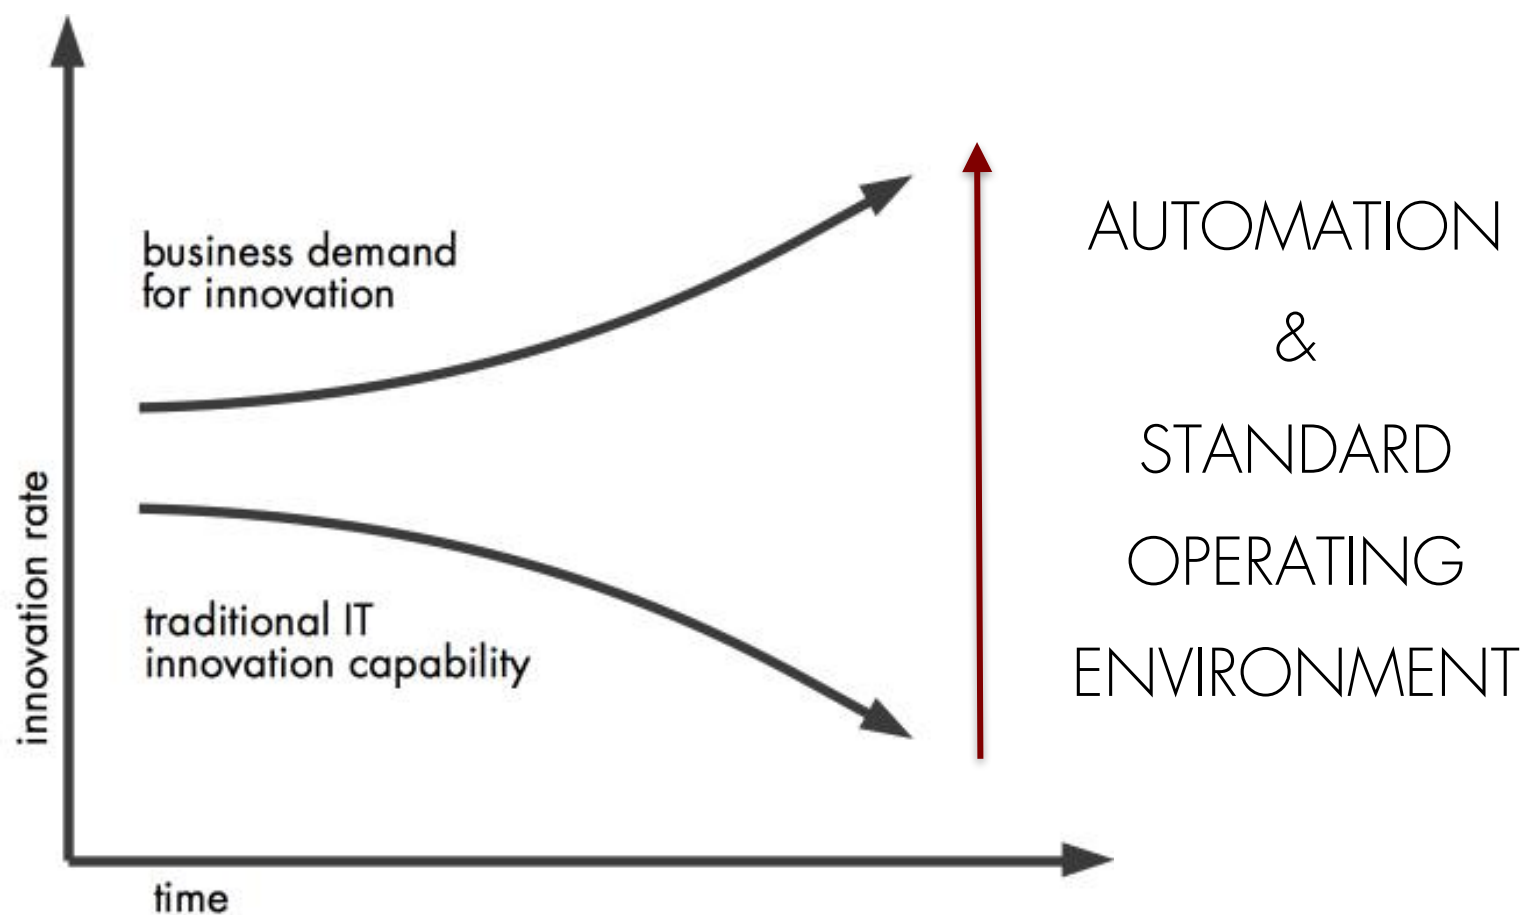 business demand
for innovation
innovation rate
traditional IT
innovation capability
time
AUTOMATION
&
STANDARD
OPERATING
ENVIRONMENT